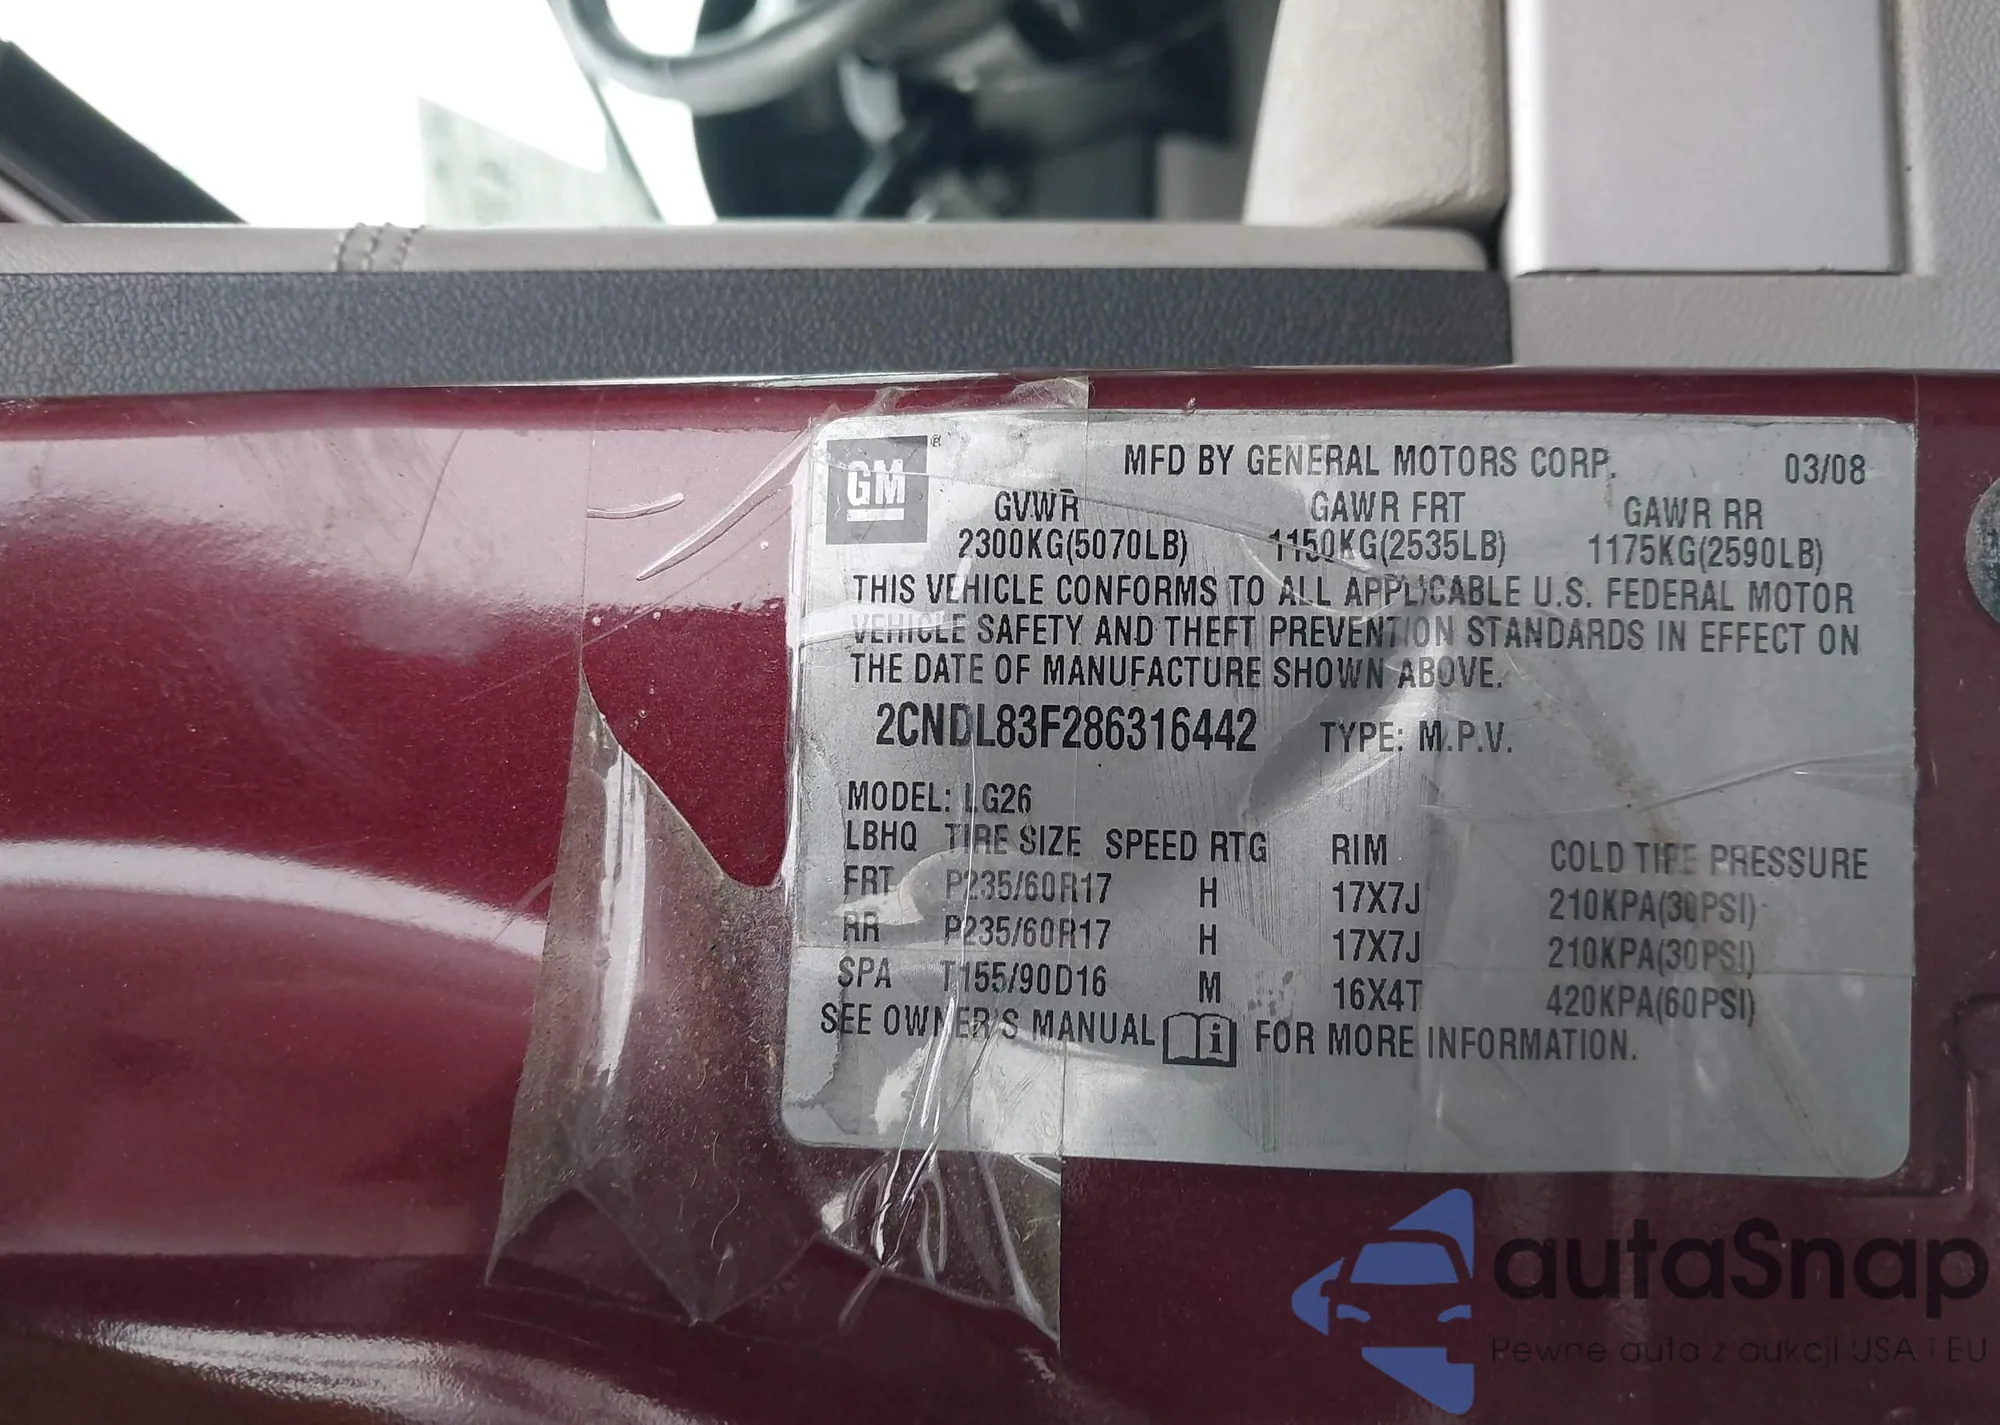 GM ® MFD BY GENERAL MOTORS CORP. 03/08
GVWR GAWR FRT GAWR RR
2300KG(5070LB) 1150KG(2535LB) 1175KG(2590LB)
THIS VEHICLE CONFORMS TO ALL APPLICABLE U.S. FEDERAL MOTOR
VEHICLE SAFETY AND THEFT PREVENTION STANDARDS IN EFFECT ON
THE DATE OF MANUFACTURE SHOWN ABOVE.
2CNDL83F286316442 TYPE: M.P.V.
MODEL: LG26
LBHQ TIRE SIZE SPEED RTG RIM COLD TIRE PRESSURE
FRT P235/60R17 H 17X7J 210KPA(30PSI)
RR P235/60R17 H 17X7J 210KPA(30PSI)
SPA T155/90D16 M 16X4T 420KPA(60PSI)
SEE OWNER'S MANUAL i FOR MORE INFORMATION.
autaSnap
Pewne auta z aukcji USA i EU